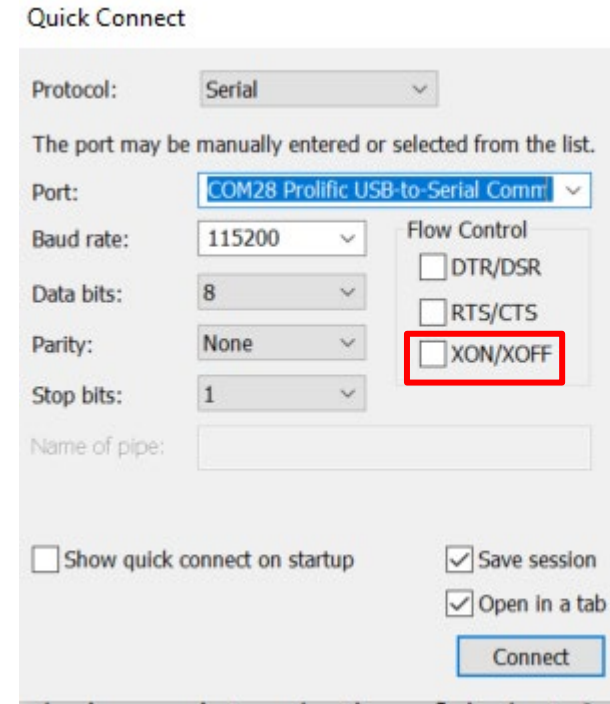 Quick Connect
Protocol: Serial
The port may be manually entered or selected from the list.
Port: COM28 Prolific USB-to-Serial Comm
Baud rate: 115200
Flow Control
DTR/DSR
Data bits: 8
RTS/CTS
Parity: None
XON/XOFF
Stop bits: 1
Name of pipe:
Show quick connect on startup
Save session
Open in a tab
Connect